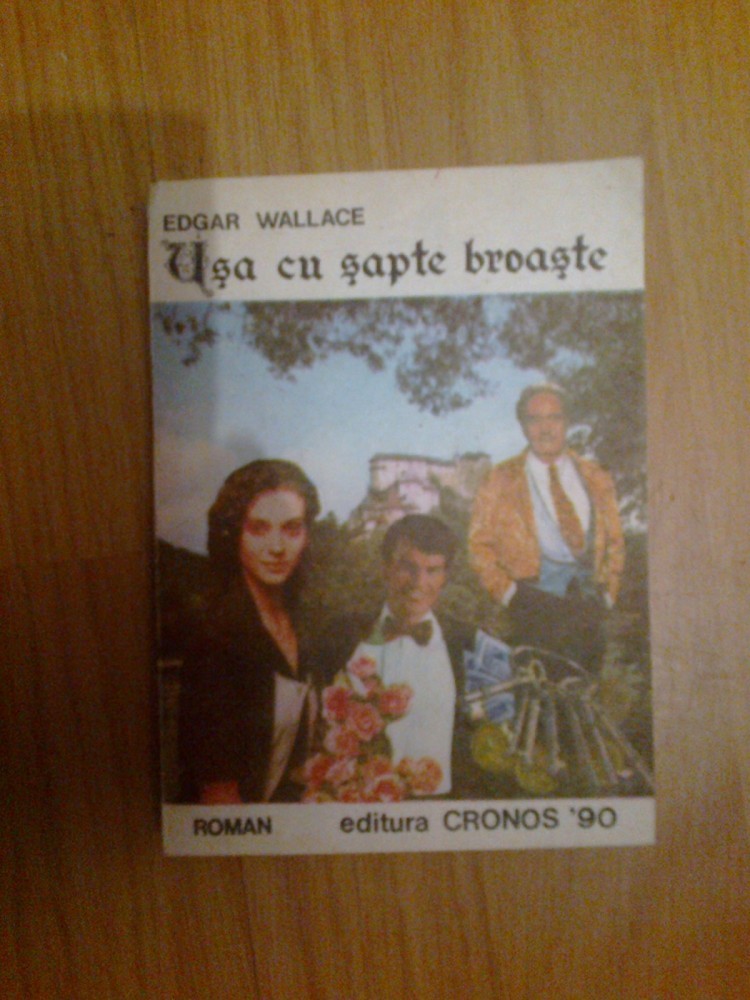 EDGAR WALLACE
Ușa cu șapte broaște
ROMAN editura CRONOS '90